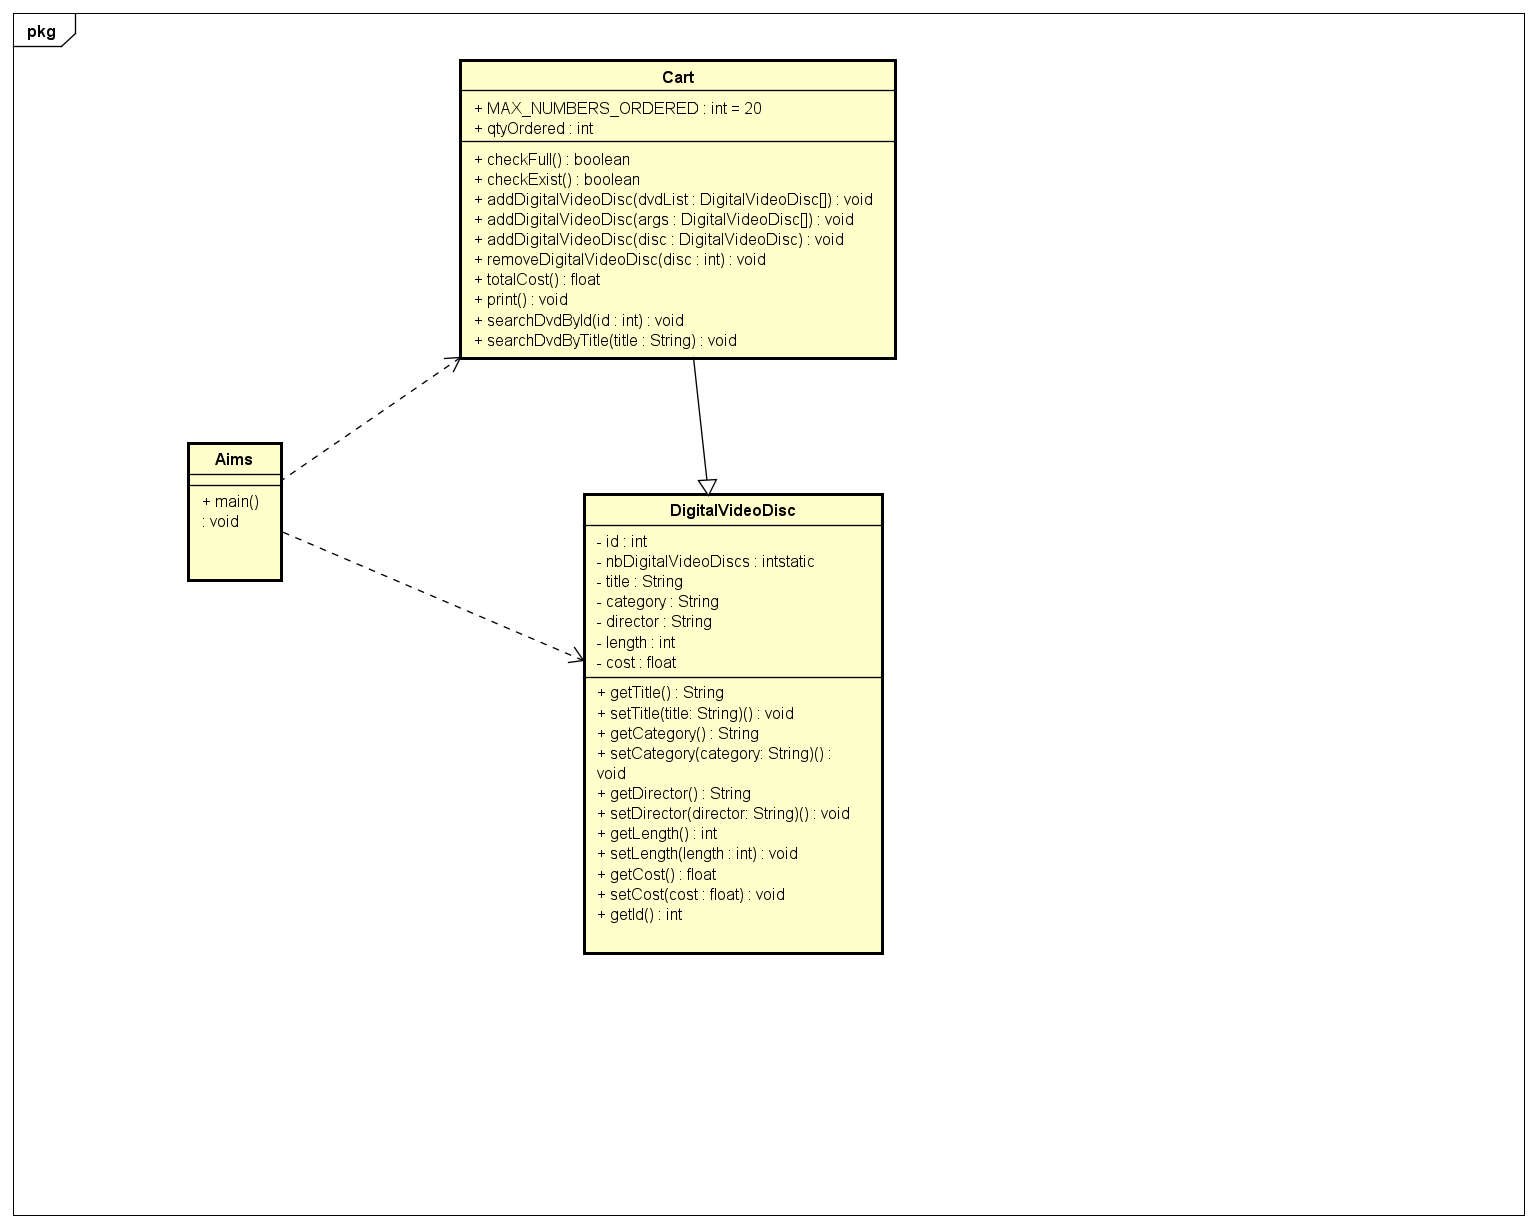 pkg
Cart
+ MAX_NUMBERS_ORDERED : int = 20
+ qtyOrdered : int
+ checkFull() : boolean
+ checkExist() : boolean
+ addDigitalVideoDisc(dvdList : DigitalVideoDisc[]) : void
+ addDigitalVideoDisc(args : DigitalVideoDisc[]) : void
+ addDigitalVideoDisc(disc : DigitalVideoDisc) : void
+ removeDigitalVideoDisc(disc : int) : void
+ totalCost() : float
+ print() : void
+ searchDvdById(id : int) : void
+ searchDvdByTitle(title : String) : void
Aims
+ main()
: void
DigitalVideoDisc
- id : int
- nbDigitalVideoDiscs : intstatic
- title : String
- category : String
- director : String
- length : int
- cost : float
+ getTitle() : String
+ setTitle(title: String)() : void
+ getCategory() : String
+ setCategory(category: String)() :
void
+ getDirector() : String
+ setDirector(director: String)() : void
+ getLength() : int
+ setLength(length : int) : void
+ getCost() : float
+ setCost(cost : float) : void
+ getId() : int